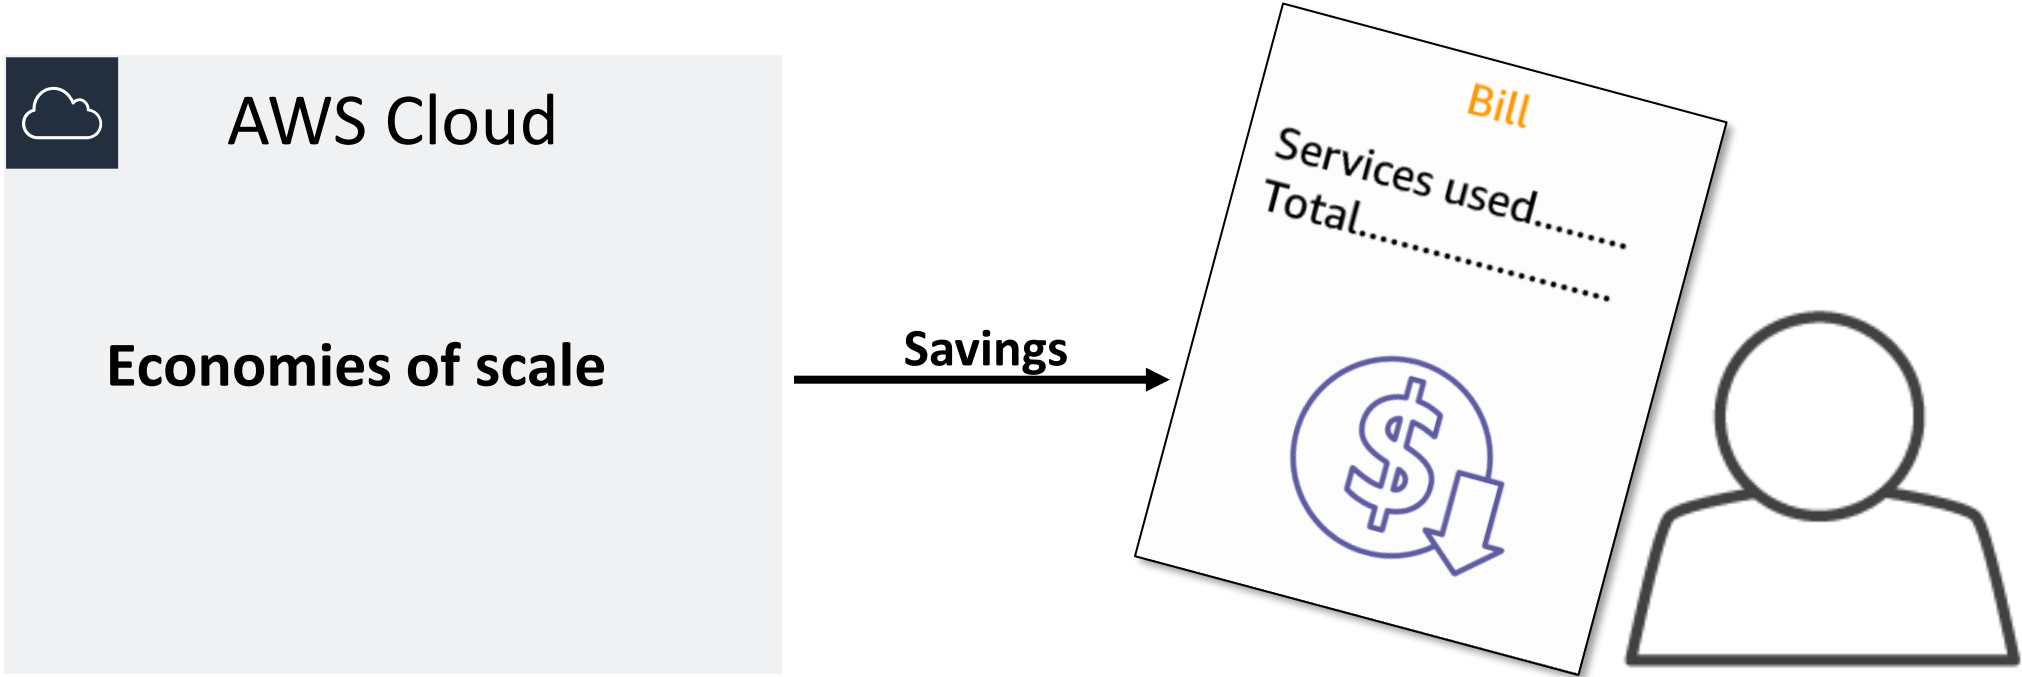 AWS Cloud
Economies of scale
Savings
Bill
Services used.........
Total.......................